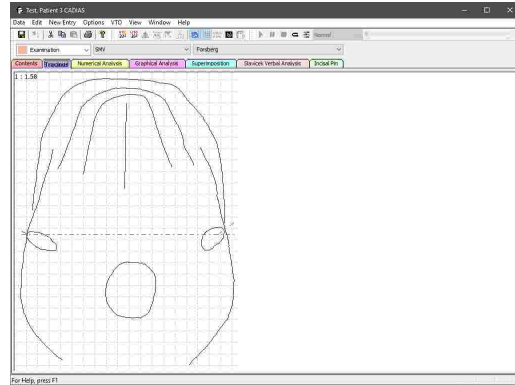 Test, Patient 3 CADIAS
Data Edit New Entry Options VTO View Window Help
Normal
Examination SMV Forsberg
Contents Tracings Numerical Analysis Graphical Analysis Superimposition Slavicek Verbal Analysis Incisal Pin
1 : 1.58
For Help, press F1